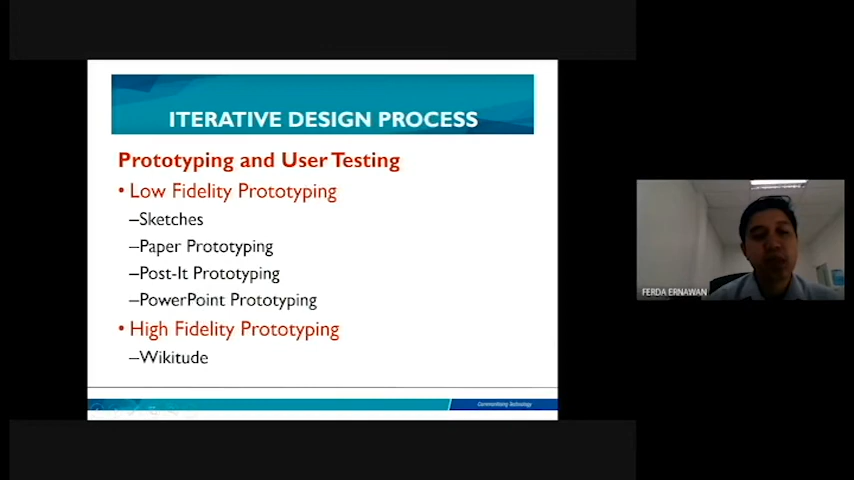 ITERATIVE DESIGN PROCESS
Prototyping and User Testing
• Low Fidelity Prototyping
–Sketches
–Paper Prototyping
–Post-It Prototyping
–PowerPoint Prototyping
• High Fidelity Prototyping
–Wikitude
Communitising Technology
FERDA ERNAWAN